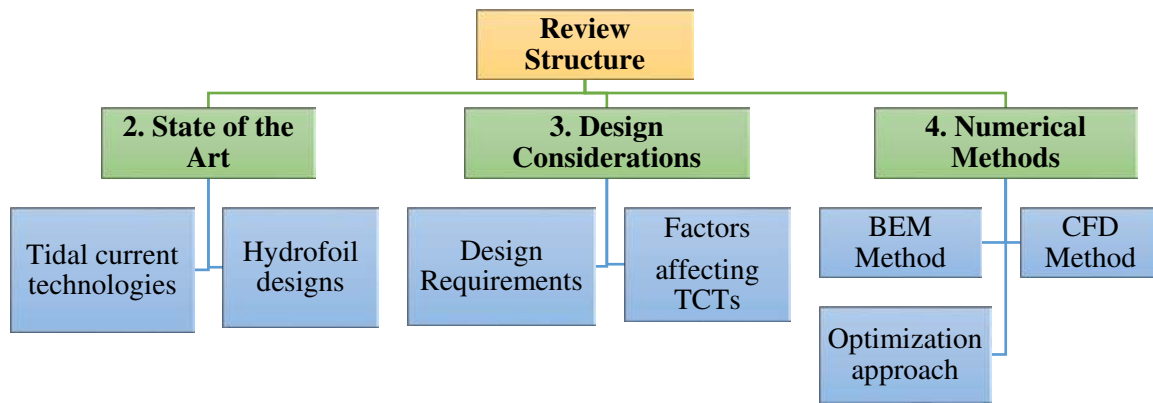 Review
Structure
2. State of the
Art
3. Design
Considerations
4. Numerical
Methods
Tidal current
technologies
Hydrofoil
designs
Design
Requirements
Factors
affecting
TCTs
BEM
Method
CFD
Method
Optimization
approach